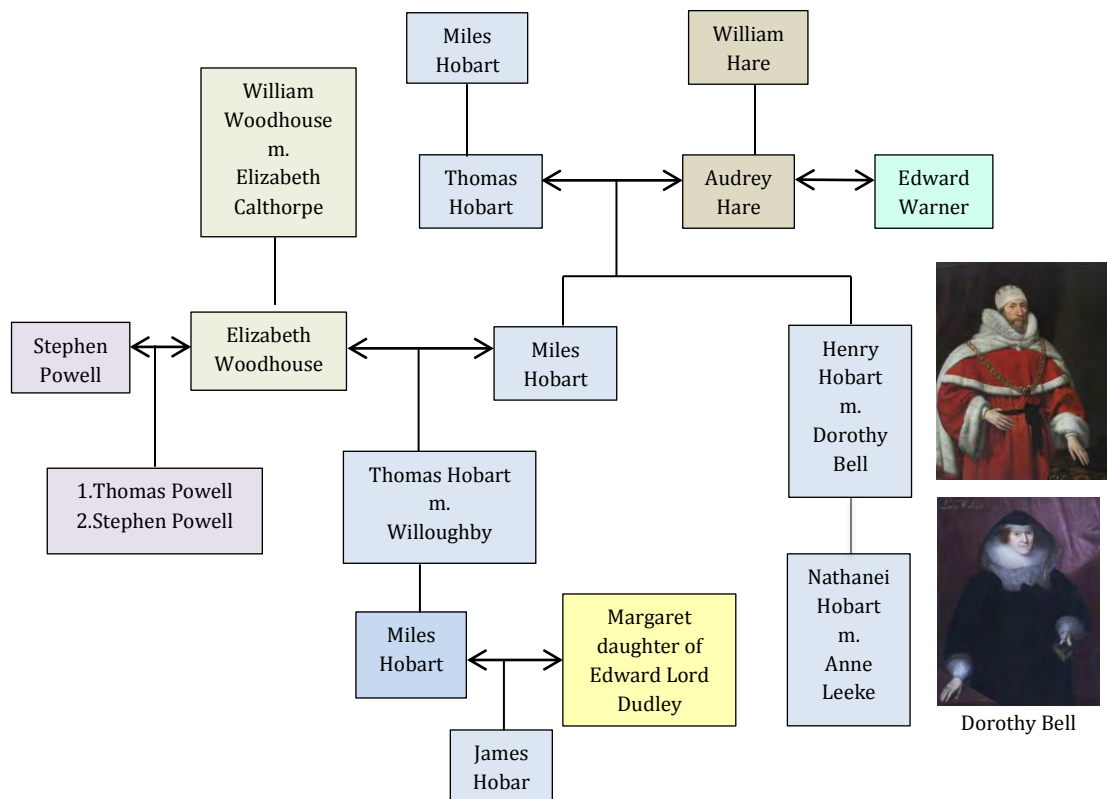 Miles
Hobart
William
Hare
William
Woodhouse
m.
Elizabeth
Calthorpe
Thomas
Hobart
Audrey
Hare
Edward
Warner
Stephen
Powell
Elizabeth
Woodhouse
Miles
Hobart
Henry
Hobart
m.
Dorothy
Bell
1.Thomas Powell
2.Stephen Powell
Thomas Hobart
m.
Willoughby
Nathanei
Hobart
m.
Anne
Leeke
Miles
Hobart
Margaret
daughter of
Edward Lord
Dudley
Dorothy Bell
James
Hobar